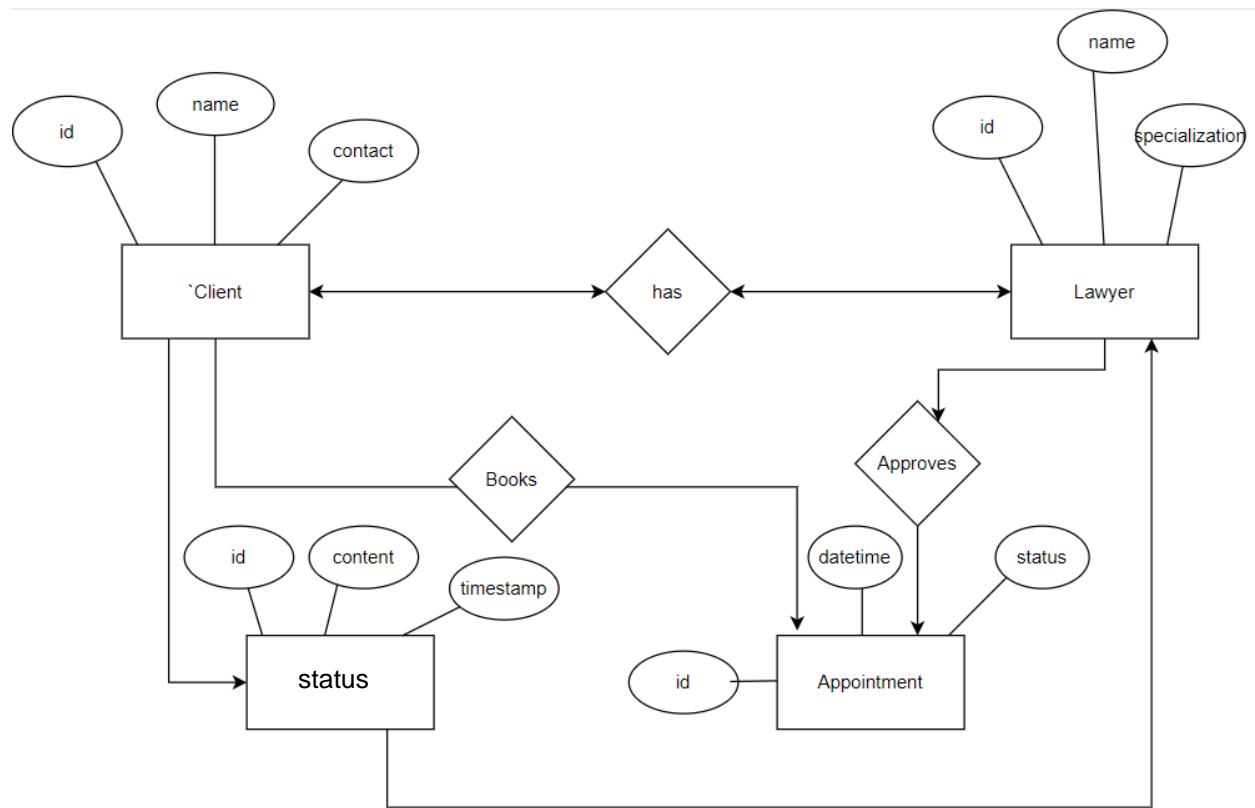 name
name
id
id
specialization
contact
`Client
has
Lawyer
Approves
Books
id
content
datetime
status
timestamp
status
id
Appointment